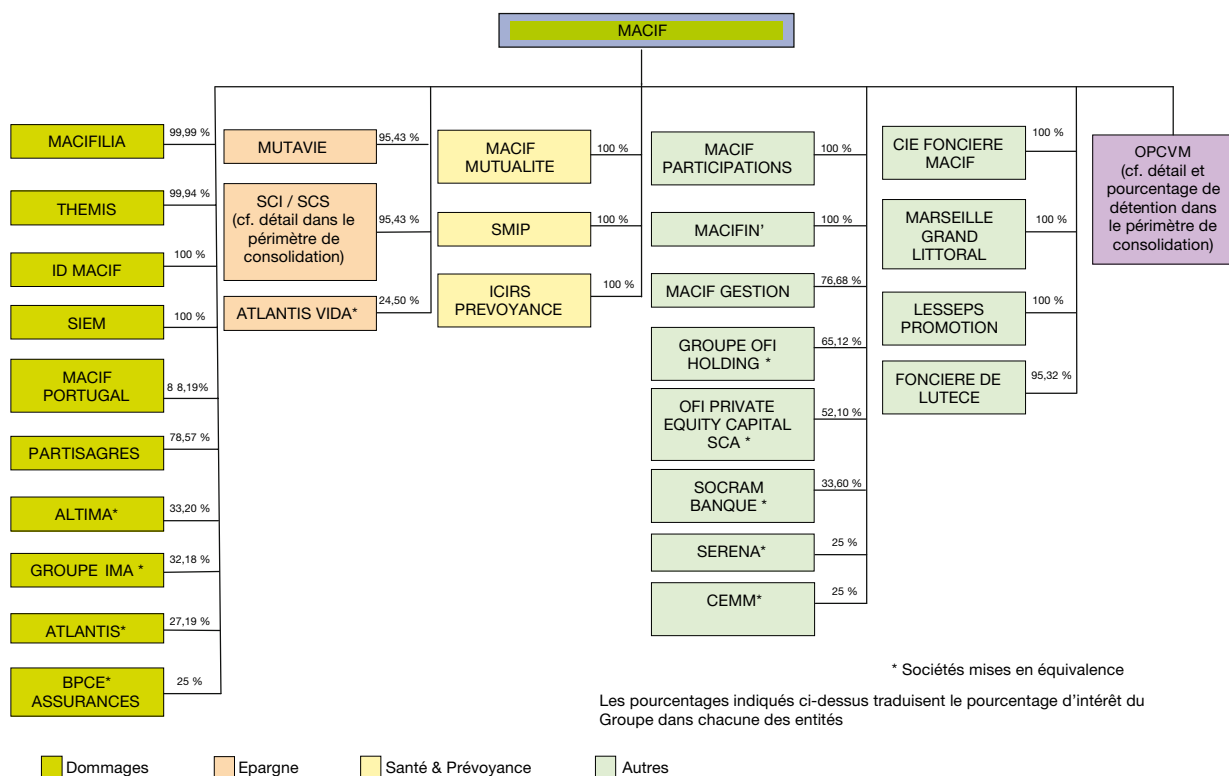 MACIF
MACIFILIA
99,99 %
THEMIS
99,94 %
ID MACIF
100 %
SIEM
100 %
MACIF
PORTUGAL
8 8,19%
PARTISAGRES
78,57 %
ALTIMA*
33,20 %
GROUPE IMA *
32,18 %
ATLANTIS*
27,19 %
BPCE*
ASSURANCES
25 %
MUTAVIE
95,43 %
SCI / SCS
(cf. détail dans le
périmètre de
consolidation)
95,43 %
ATLANTIS VIDA*
24,50 %
MACIF
MUTUALITE
100 %
SMIP
100 %
ICIRS
PREVOYANCE
100 %
MACIF
PARTICIPATIONS
100 %
MACIFIN’
100 %
MACIF GESTION
76,68 %
GROUPE OFI
HOLDING *
65,12 %
OFI PRIVATE
EQUITY CAPITAL
SCA *
52,10 %
SOCRAM
BANQUE *
33,60 %
SERENA*
25 %
CEMM*
25 %
CIE FONCIERE
MACIF
100 %
MARSEILLE
GRAND
LITTORAL
100 %
LESSEPS
PROMOTION
100 %
FONCIERE DE
LUTECE
95,32 %
OPCVM
(cf. détail et
pourcentage de
détention dans
le périmètre de
consolidation)
* Sociétés mises en équivalence
Les pourcentages indiqués ci-dessus traduisent le pourcentage d’intérêt du
Groupe dans chacune des entités
Dommages
Epargne
Santé & Prévoyance
Autres